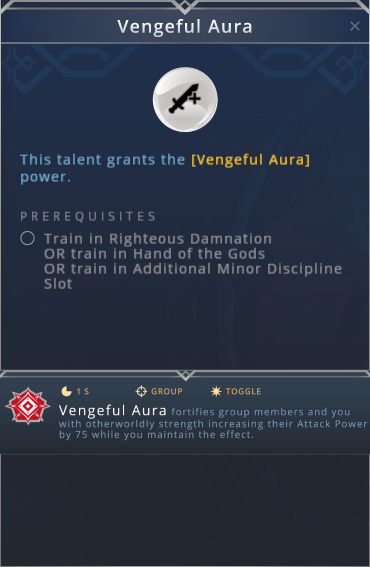 Vengeful Aura
This talent grants the [Vengeful Aura]
power.
PREREQUISITES
Train in Righteous Damnation
OR train in Hand of the Gods
OR train in Additional Minor Discipline
Slot
1 S GROUP TOGGLE
Vengeful Aura fortifies group members and you
with otherworldly strength increasing their Attack Power
by 75 while you maintain the effect.